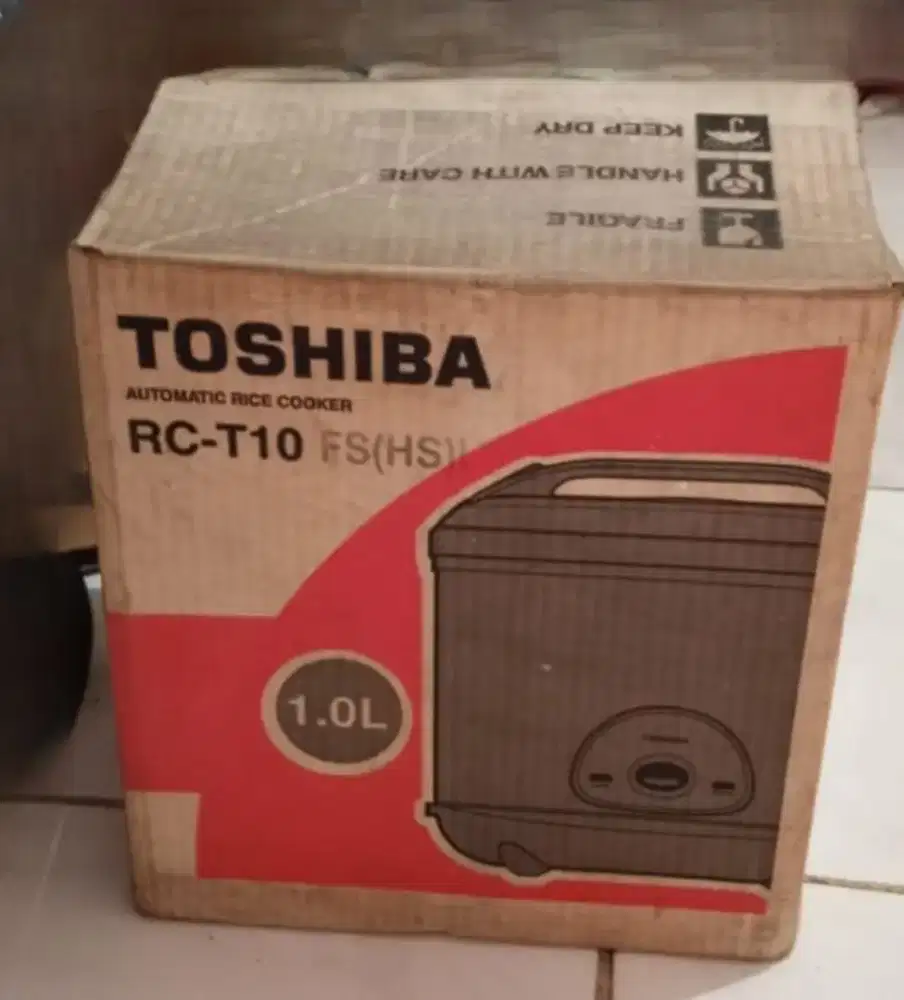 KEEP DRY
HANDLE WITH CARE
FRAGILE
TOSHIBA
AUTOMATIC RICE COOKER
RC-T10 FS(HS)
1.0L